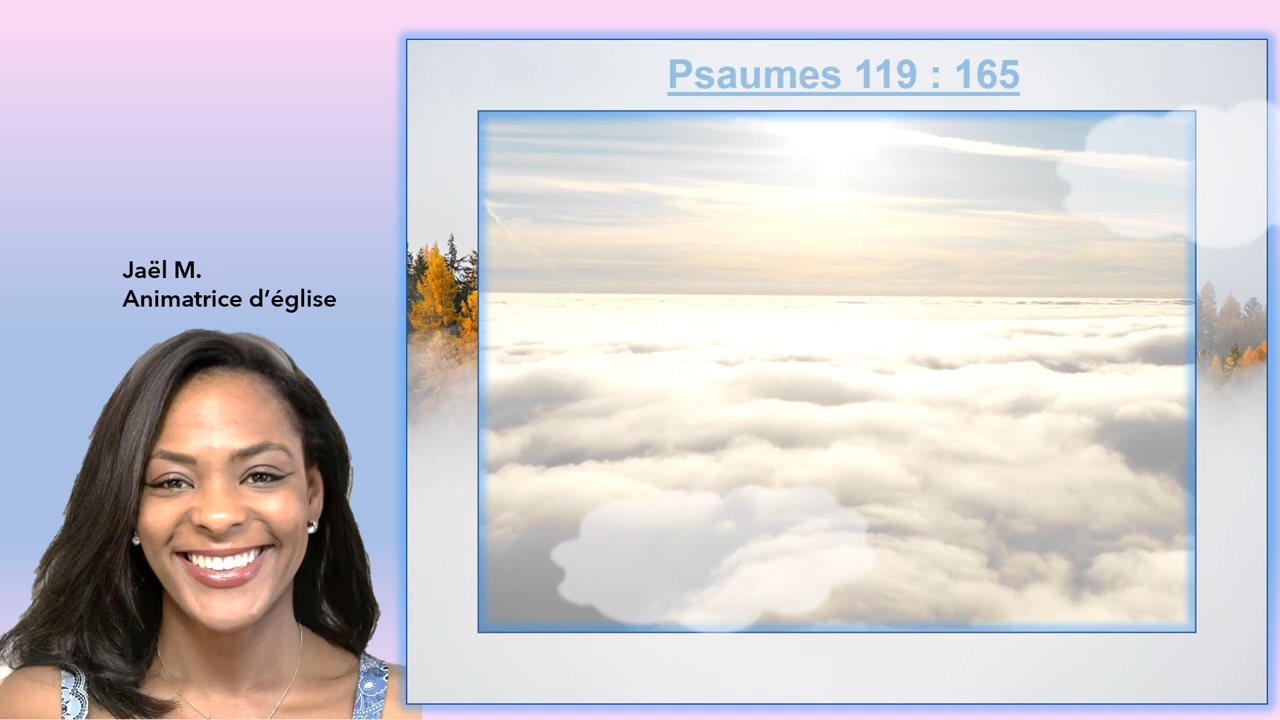 Psaumes 119 : 165
Jaël M.
Animatrice d’église